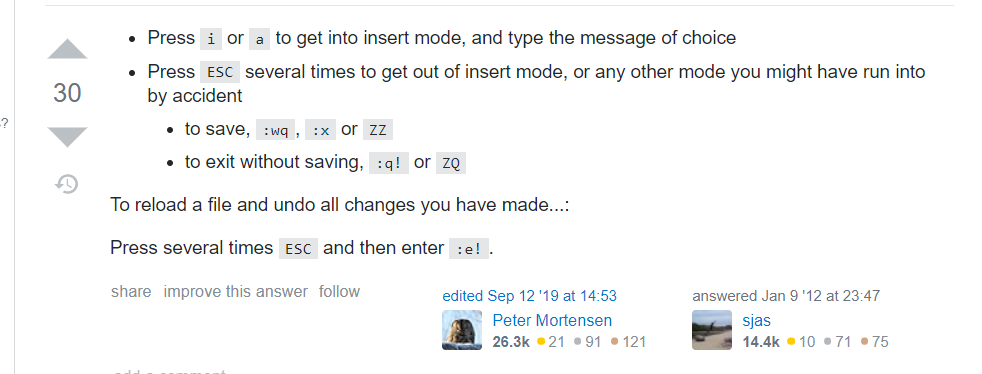 Press i or a to get into insert mode, and type the message of choice
Press ESC several times to get out of insert mode, or any other mode you might have run into
by accident
30
?
to save, :wq , :x or ZZ
to exit without saving, :q! or ZQ
To reload a file and undo all changes you have made...:
Press several times ESC and then enter :e! .
share improve this answer follow
edited Sep 12 '19 at 14:53
Peter Mortensen
26.3k 21 91 121
answered Jan 9 '12 at 23:47
sjas
14.4k 10 71 75
add a comment